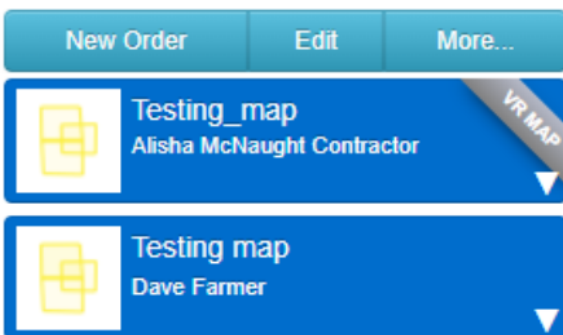 New Order Edit More...
Testing_map
Alisha McNaught Contractor
VR MAP
Testing map
Dave Farmer